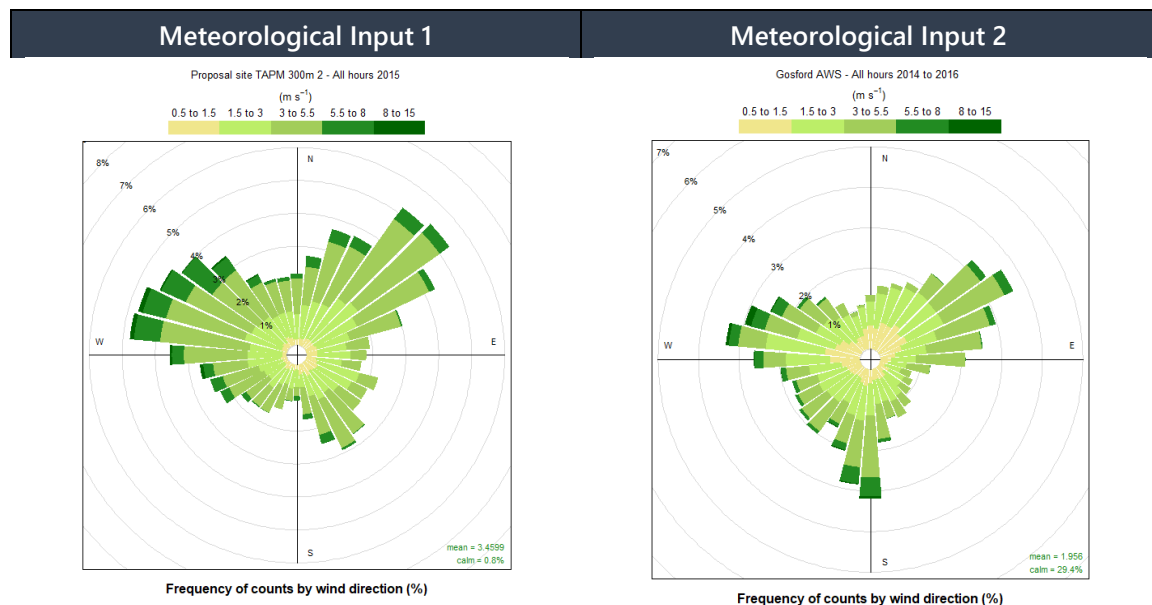 Meteorological Input 1
Proposal site TAPM 300m 2 - All hours 2015
(m s⁻¹)
0.5 to 1.5 1.5 to 3 3 to 5.5 5.5 to 8 8 to 15
8%
7%
6%
5%
4%
3%
2%
1%
N
W
E
S
mean = 3.4599
calm = 0.8%
Frequency of counts by wind direction (%)
Meteorological Input 2
Gosford AWS - All hours 2014 to 2016
(m s⁻¹)
0.5 to 1.5 1.5 to 3 3 to 5.5 5.5 to 8 8 to 15
7%
6%
5%
4%
3%
2%
1%
N
W
E
S
mean = 1.956
calm = 29.4%
Frequency of counts by wind direction (%)